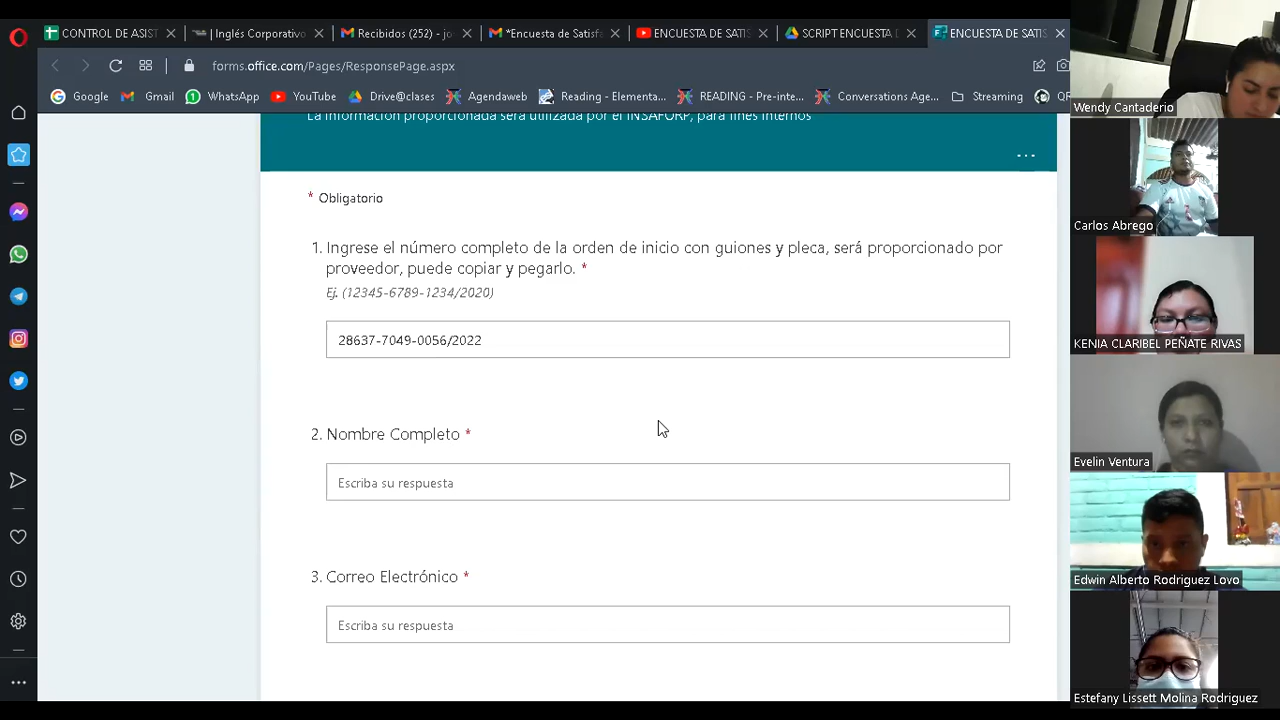 CONTROL DE ASIST
Inglés Corporativo
Recibidos (252) - jo
*Encuesta de Satisfa
ENCUESTA DE SATIS
SCRIPT ENCUESTA D
ENCUESTA DE SATIS
forms.office.com/Pages/ResponsePage.aspx
Google
Gmail
WhatsApp
YouTube
Drive@clases
Agendaweb
Reading - Elementa...
READING - Pre-inte...
Conversations Age...
Streaming
QR
La información proporcionada será utilizada por el INSAFORP, para fines internos
* Obligatorio
1. Ingrese el número completo de la orden de inicio con guiones y pleca, será proporcionado por
proveedor, puede copiar y pegarlo. *
Ej. (12345-6789-1234/2020)
28637-7049-0056/2022
2. Nombre Completo *
Escriba su respuesta
3. Correo Electrónico *
Escriba su respuesta
Wendy Cantaderio
Carlos Abrego
KENIA CLARIBEL PEÑATE RIVAS
Evelin Ventura
Edwin Alberto Rodriguez Lovo
Estefany Lissett Molina Rodriguez